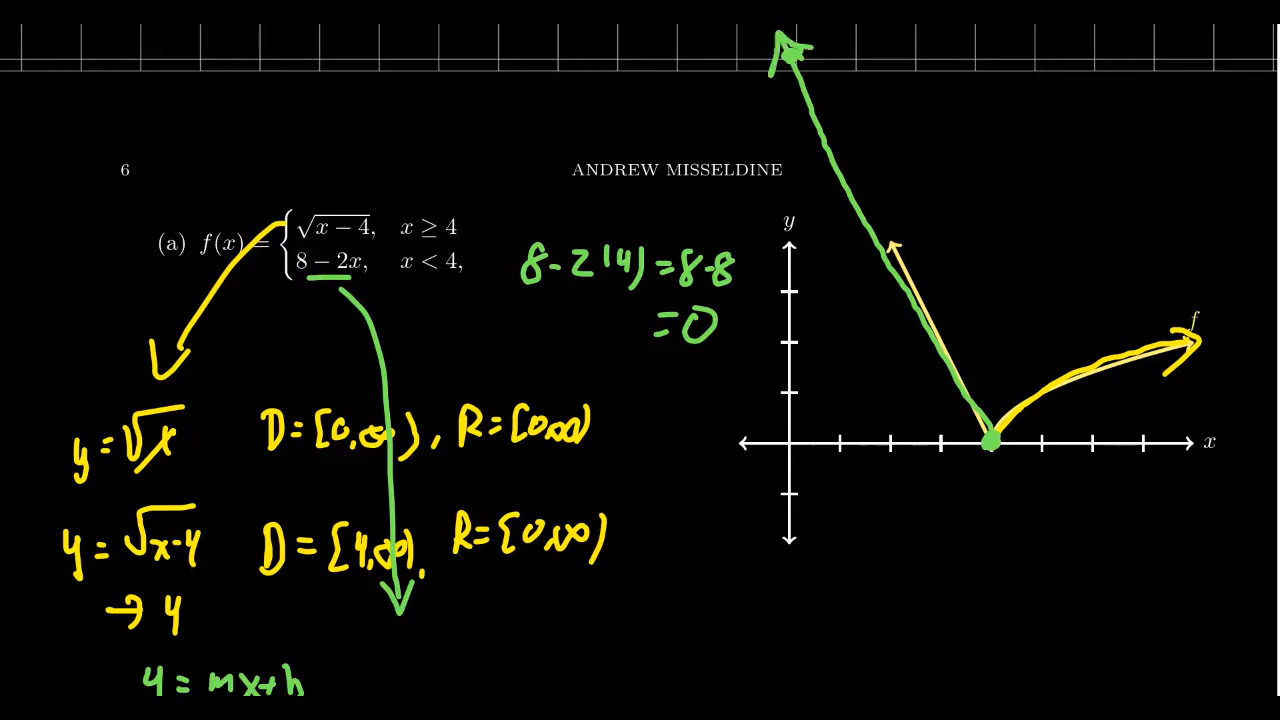 6 ANDREW MISSELDINE
(a) f(x) = { √(x − 4), x ≥ 4
8 − 2x, x < 4,
8 - 2(4) = 8-8
= 0
y
f
x
y = √x D = [0,∞), R = [0,∞)
y = √(x-4) D = [4,∞), R = [0,∞)
→ 4
y = mx+b